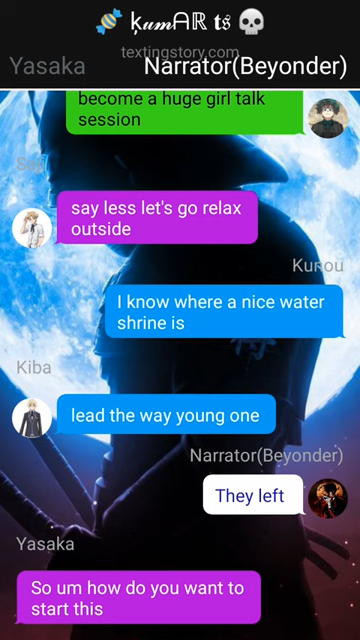 🍬 ķ𝓾𝓶ᗩℝ 𝖙𝖘 💀
textingstory.com
Yasaka Narrator(Beyonder)
become a huge girl talk
session
say less let's go relax
outside
Kunou
I know where a nice water
shrine is
Kiba
lead the way young one
Narrator(Beyonder)
They left
Yasaka
So um how do you want to
start this